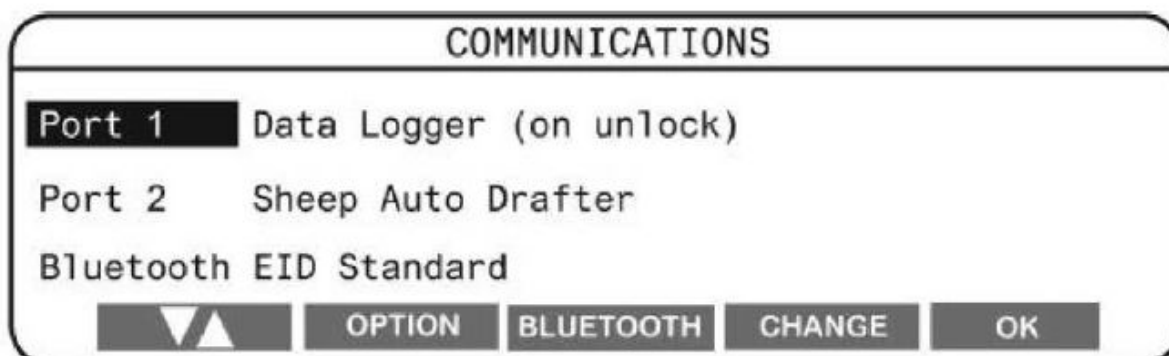 COMMUNICATIONS
Port 1 Data Logger (on unlock)
Port 2 Sheep Auto Drafter
Bluetooth EID Standard
OPTION BLUETOOTH CHANGE OK